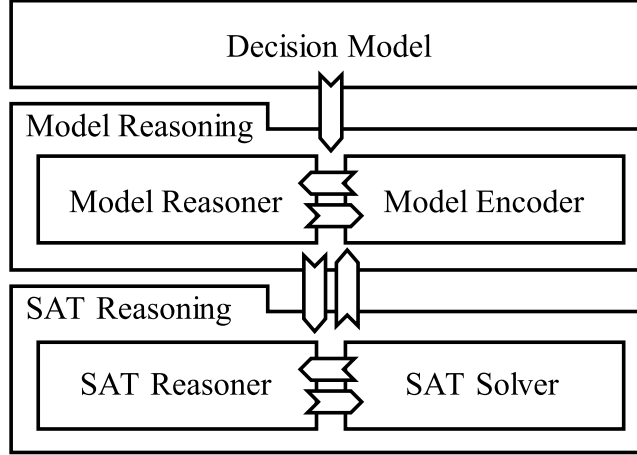 Decision Model
Model Reasoning
Model Reasoner
Model Encoder
SAT Reasoning
SAT Reasoner
SAT Solver